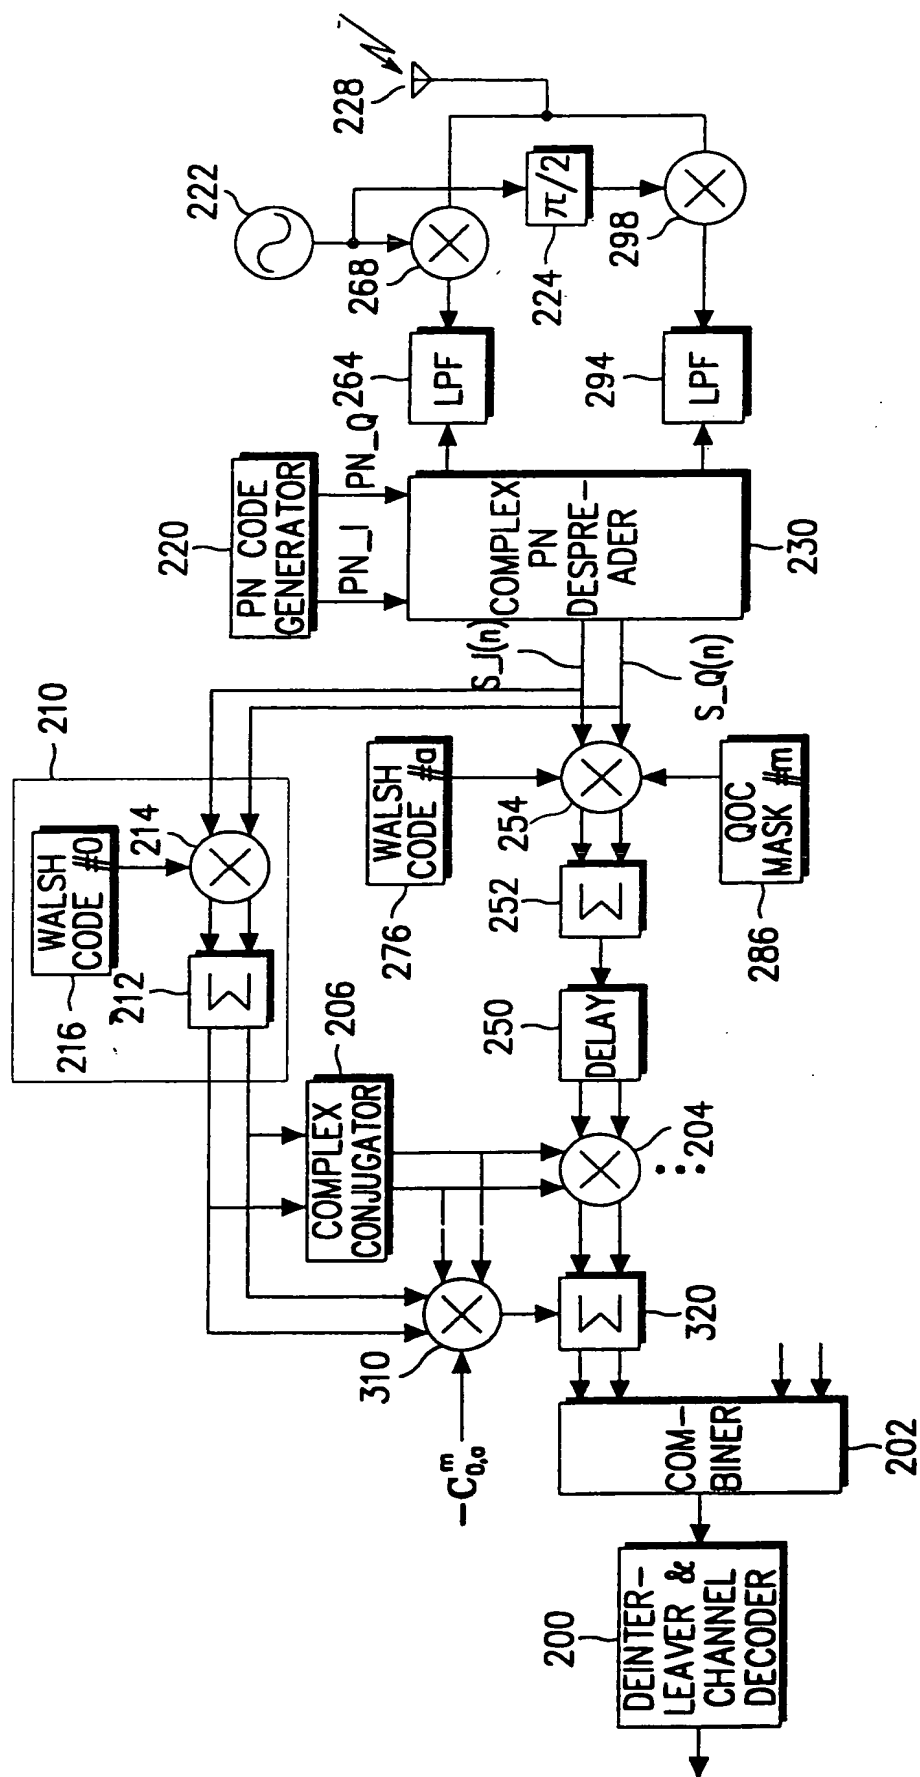 222
228
268
π/2
224
298
264
LPF
294
LPF
220
PN CODE
GENERATOR
PN_I
PN_Q
COMPLEX
PN
DESPRE-
ADER
230
S_I(n)
S_Q(n)
210
WALSH
CODE #0
216
214
212
Σ
WALSH
CODE #a
276
254
QOC
MASK #m
286
252
Σ
250
DELAY
206
COMPLEX
CONJUGATOR
204
310
-C^m_{0,a}
Σ
320
COM-
BINER
202
200
DEINTER-
LEAVER &
CHANNEL
DECODER